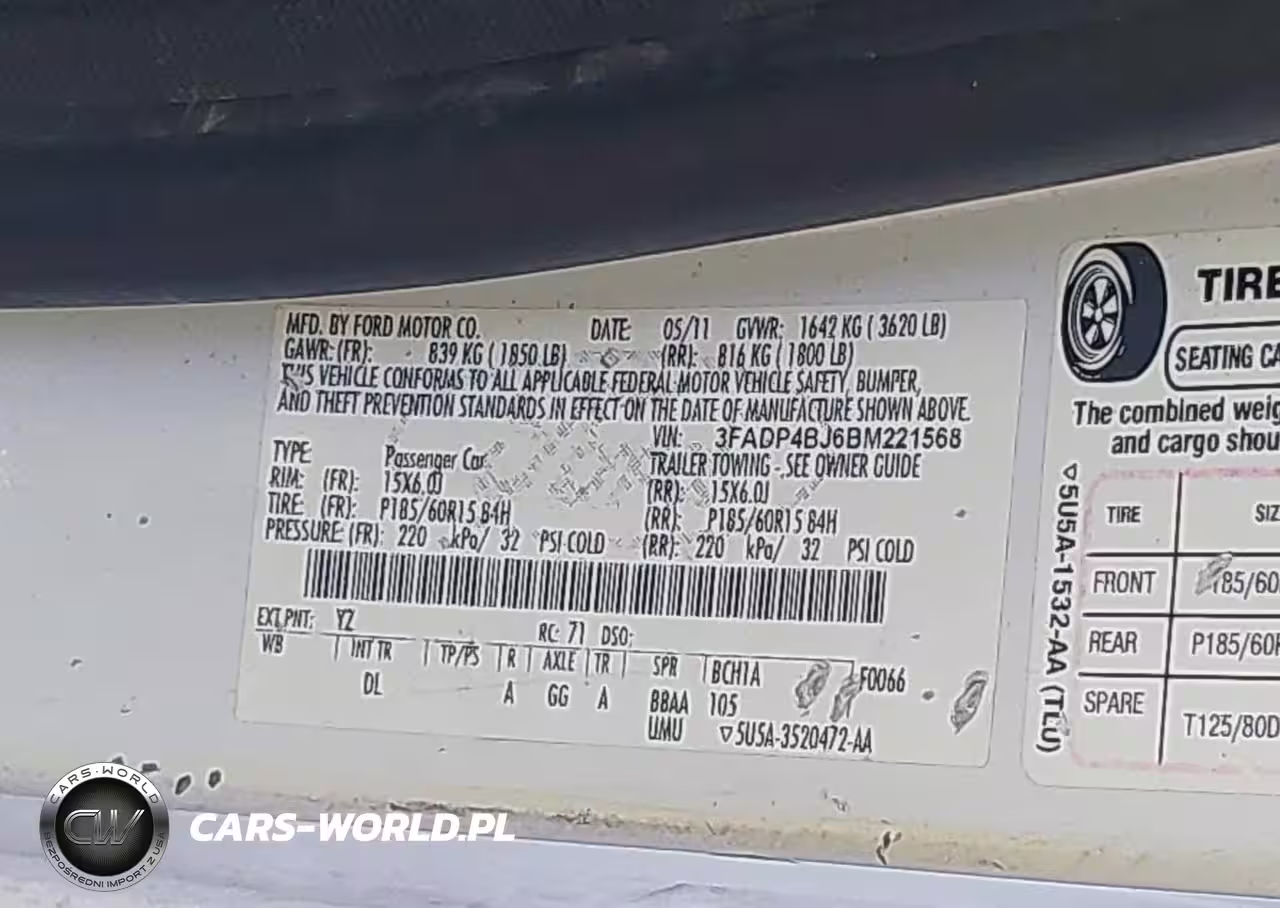 MFD. BY FORD MOTOR CO. DATE: 05/11 GVWR: 1642 KG ( 3620 LB)
GAWR: (FR): 839 KG ( 1850 LB) (RR): 816 KG ( 1800 LB)
THIS VEHICLE CONFORMS TO ALL APPLICABLE FEDERAL MOTOR VEHICLE SAFETY, BUMPER,
AND THEFT PREVENTION STANDARDS IN EFFECT ON THE DATE OF MANUFACTURE SHOWN ABOVE.
VIN: 3FADP4BJ6BM221568
TYPE: Passenger Car TRAILER TOWING - SEE OWNER GUIDE
RIM: (FR): 15X6.0J (RR): 15X6.0J
TIRE: (FR): P185/60R15 84H (RR): P185/60R15 84H
PRESSURE (FR): 220 kPa/ 32 PSI COLD (RR): 220 kPa/ 32 PSI COLD
EXT PNT: YZ RC: 71 DSO:
WB INT TR TP/PS R AXLE TR SPR BCH1A F0066
DL A GG A BBAA 105
UMU ▽5U5A-3520472-AA
TIRE
SEATING CA
The combined weig
and cargo shou
▽5U5A-1532-AA (TLU)
TIRE SIZ
FRONT 185/60
REAR P185/60R
SPARE T125/80D
CARS-WORLD
CW
BEZPOŚREDNI IMPORT Z USA
CARS-WORLD.PL